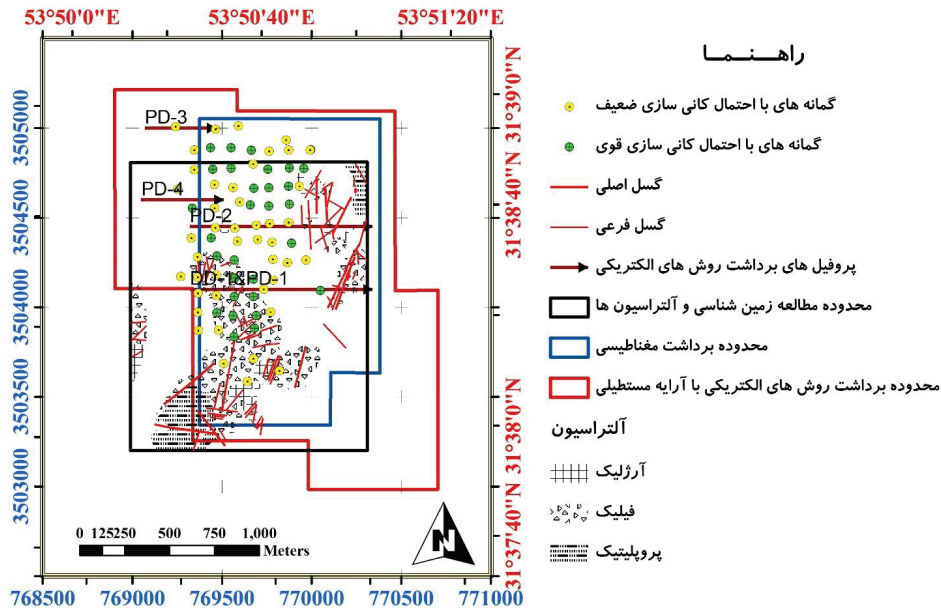 53°50'0"E 53°50'40"E 53°51'20"E
3505000
3504500
3504000
3503500
3503000
31°39'0"N
31°38'40"N
31°38'0"N
31°37'40"N
PD-3
PD-4
PD-2
DD-1&PD-1
0 125250 500 750 1,000
Meters
N
768500 769000 769500 770000 770500 771000
راهنما
گمانه های با احتمال کانی سازی ضعیف
گمانه های با احتمال کانی سازی قوی
گسل اصلی
گسل فرعی
پروفیل های برداشت روش های الکتریکی
محدوده مطالعه زمین شناسی و آلتراسیون ها
محدوده برداشت مغناطیسی
محدوده برداشت روش های الکتریکی با آرایه مستطیلی
آلتراسیون
آرژلیک
فیلیک
پروپلیتیک